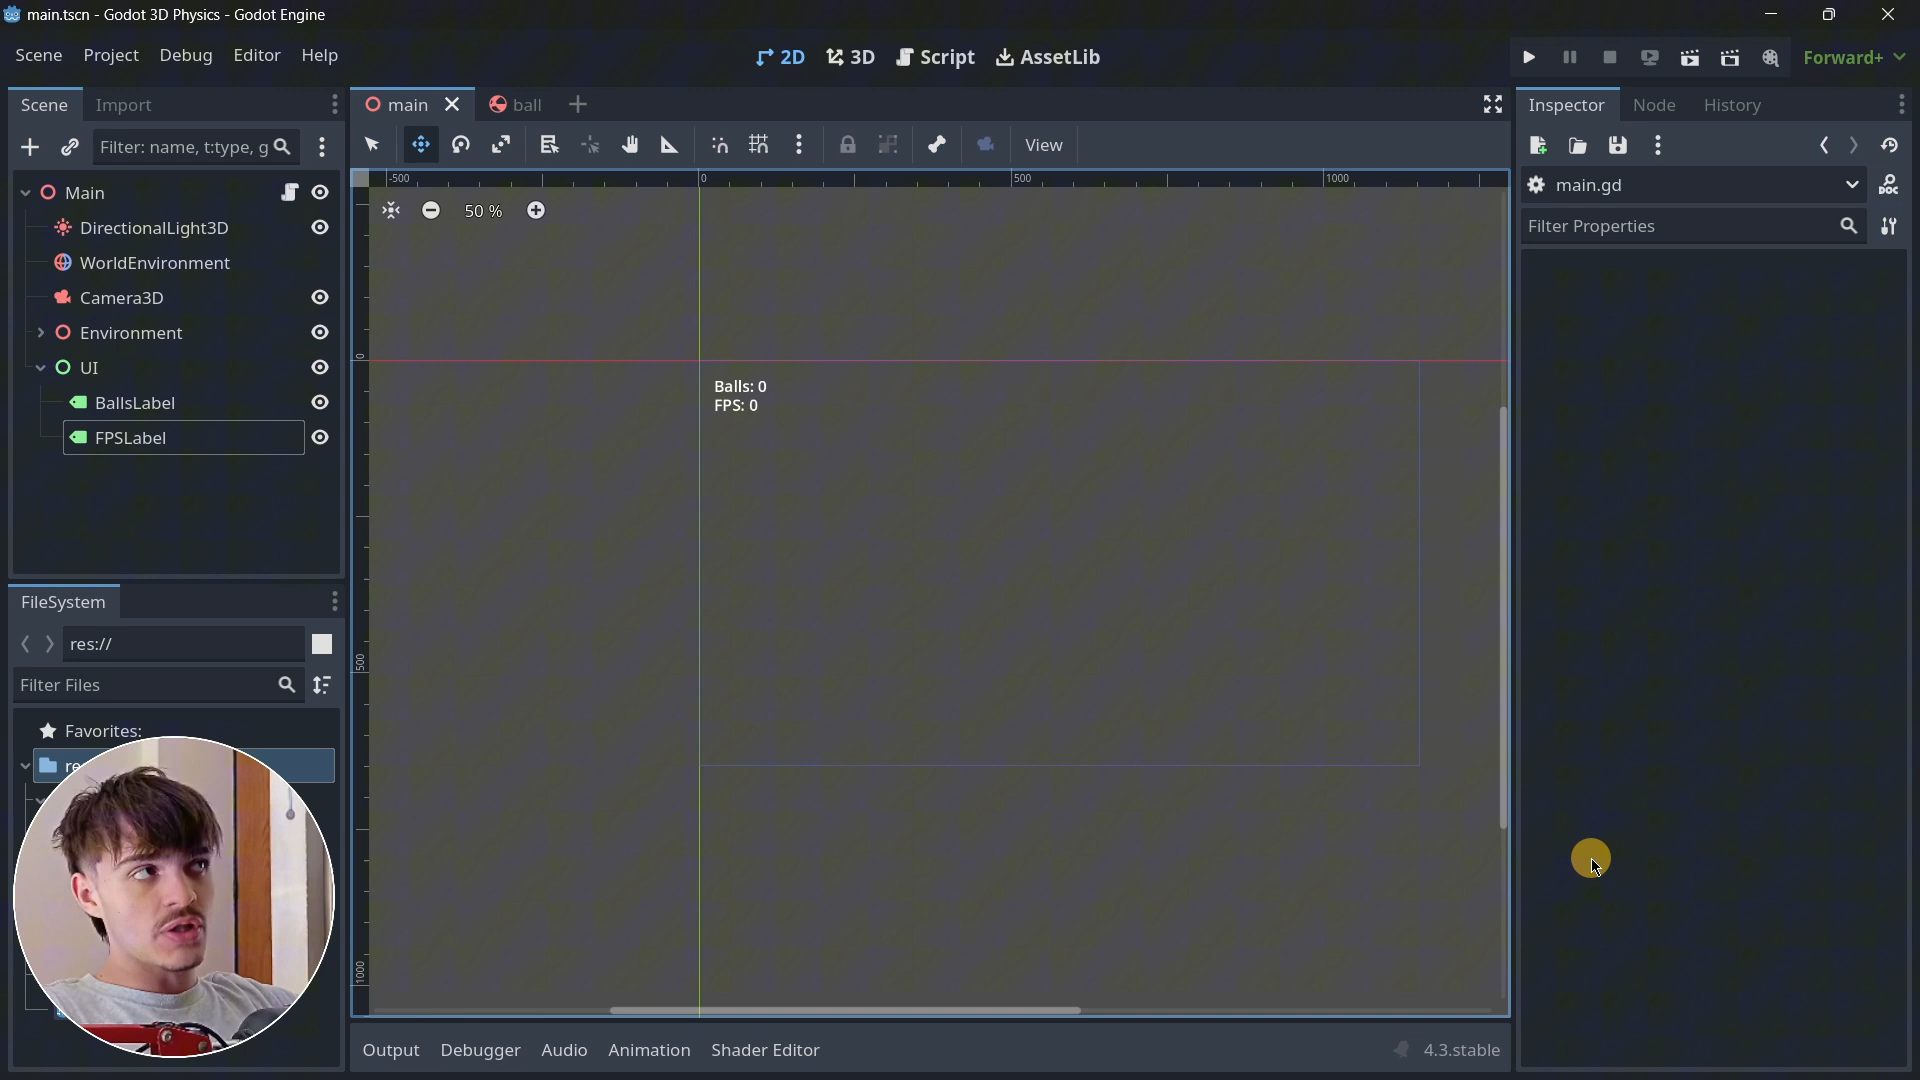 main.tscn - Godot 3D Physics - Godot Engine
Scene Project Debug Editor Help
2D 3D Script AssetLib
Forward+
Scene Import
main ball
Inspector Node History
Filter: name, t:type, g
View
main.gd
Filter Properties
-500 0 500 1000
50 %
Main
DirectionalLight3D
WorldEnvironment
Camera3D
Environment
UI
BallsLabel
FPSLabel
0
500
1000
Balls: 0
FPS: 0
FileSystem
res://
Filter Files
Favorites:
re
Output Debugger Audio Animation Shader Editor
4.3.stable